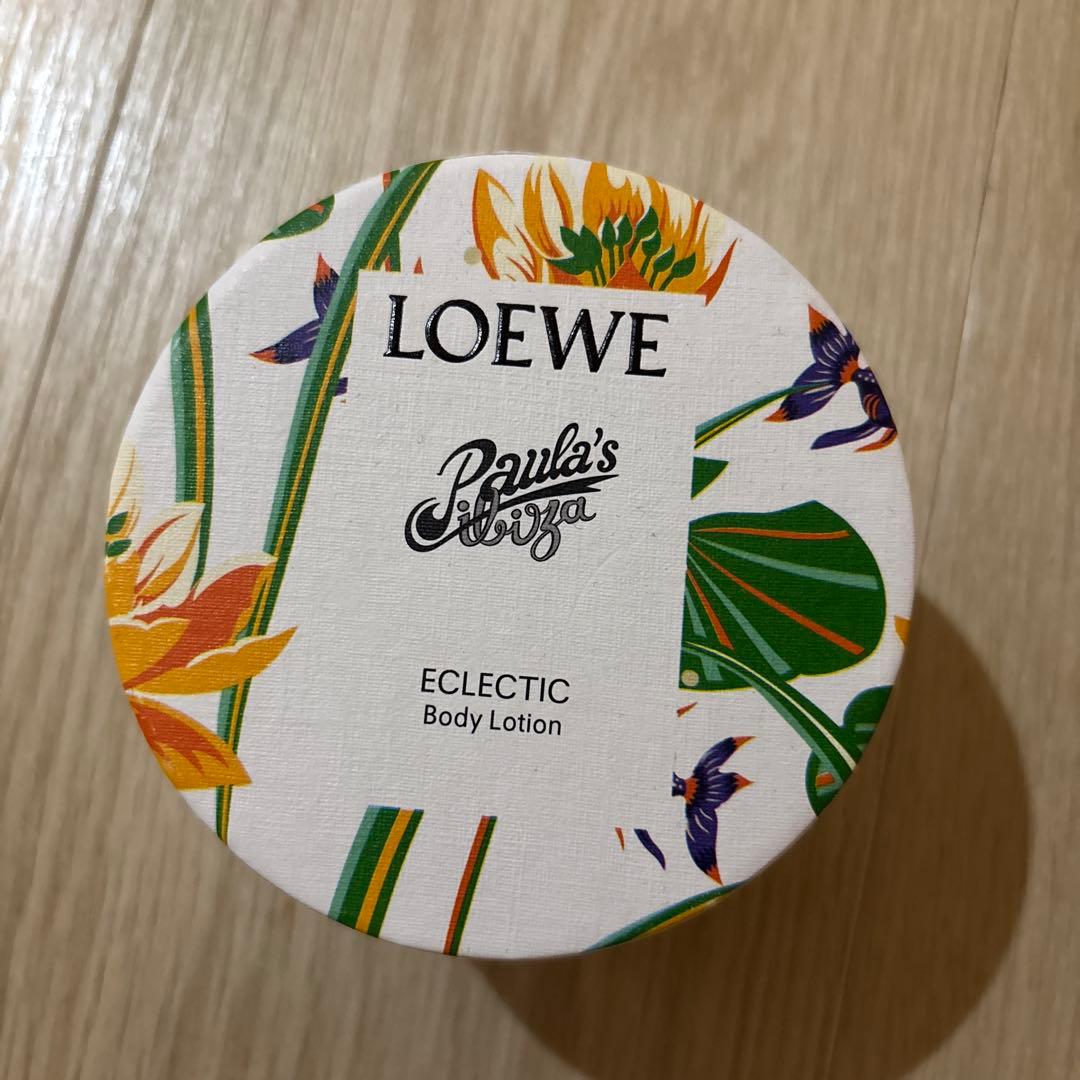 LOEWE
Paula's
ibiza
ECLECTIC
Body Lotion